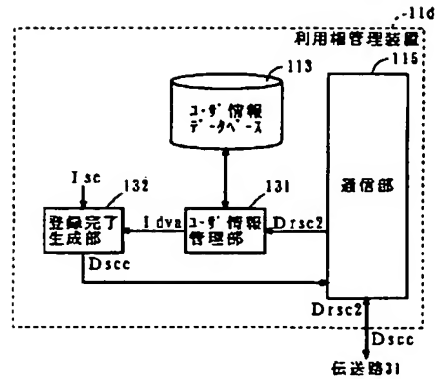 11d
利用権管理装置
113
115
ユーザ情報
データベース
通信部
Isc
132
131
登録完了
生成部
Idva
ユーザ情報
管理部
Drsc2
Dscc
Drsc2
Dscc
伝送路31